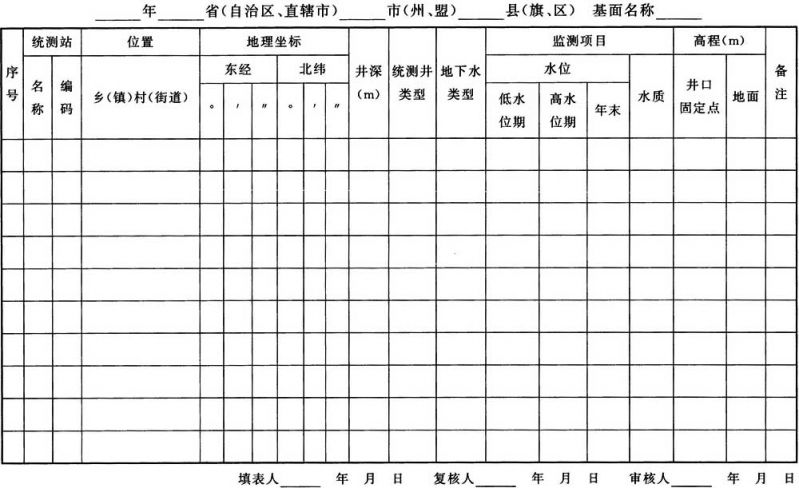 ______年______省(自治区、直辖市)______市(州、盟)______县(旗、区) 基面名称______
序号 统测站 位置 地理坐标 井深(m) 统测井类型 地下水类型 监测项目 高程(m) 备注
名称 编码 乡(镇)村(街道) 东经 北纬 水位 水质 井口固定点 地面
° ′ ″ ° ′ ″ 低水位期 高水位期 年末
填表人______ 年 月 日 复核人______ 年 月 日 审核人______ 年 月 日